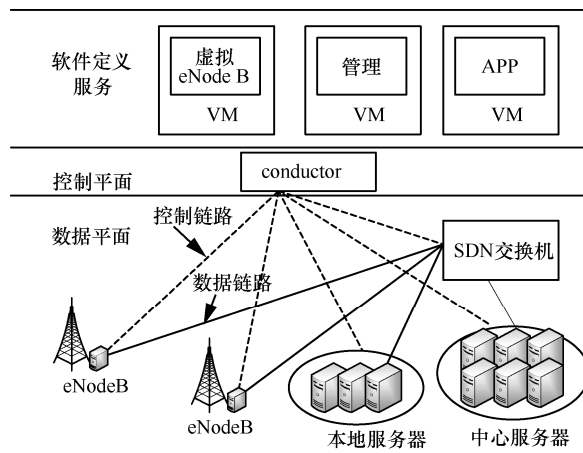 软件定义
服务
虚拟
eNode B
VM
管理
VM
APP
VM
控制平面
conductor
数据平面
控制链路
数据链路
SDN交换机
eNodeB
eNodeB
本地服务器
中心服务器